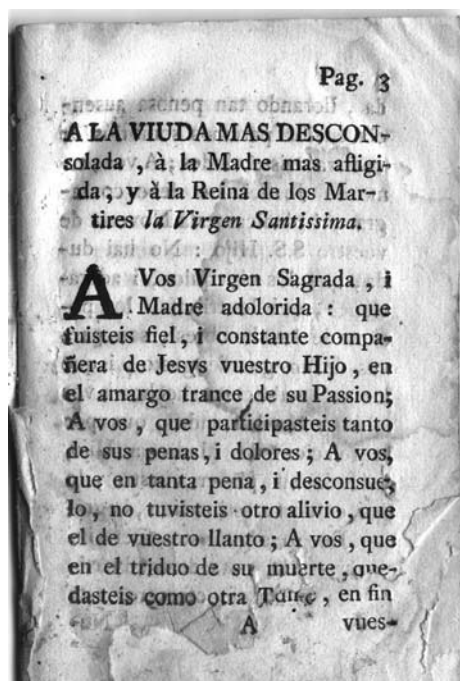 Pag. 3
A LA VIUDA MAS DESCON-
solada , à la Madre mas afligi-
da , y à la Reina de los Mar-
tires la Virgen Santissima.
A Vos Virgen Sagrada , i
Madre adolorida : que
fuisteis fiel, i constante compa-
ñera de Jesvs vuestro Hijo , en
el amargo trance de su Passion;
A vos , que participasteis tanto
de sus penas, i dolores ; A vos,
que en tanta pena , i desconsue-
lo , no tuvisteis otro alivio , que
el de vuestro llanto ; A vos , que
en el triduo de su muerte , que-
dasteis como otra , en fin
A vues-